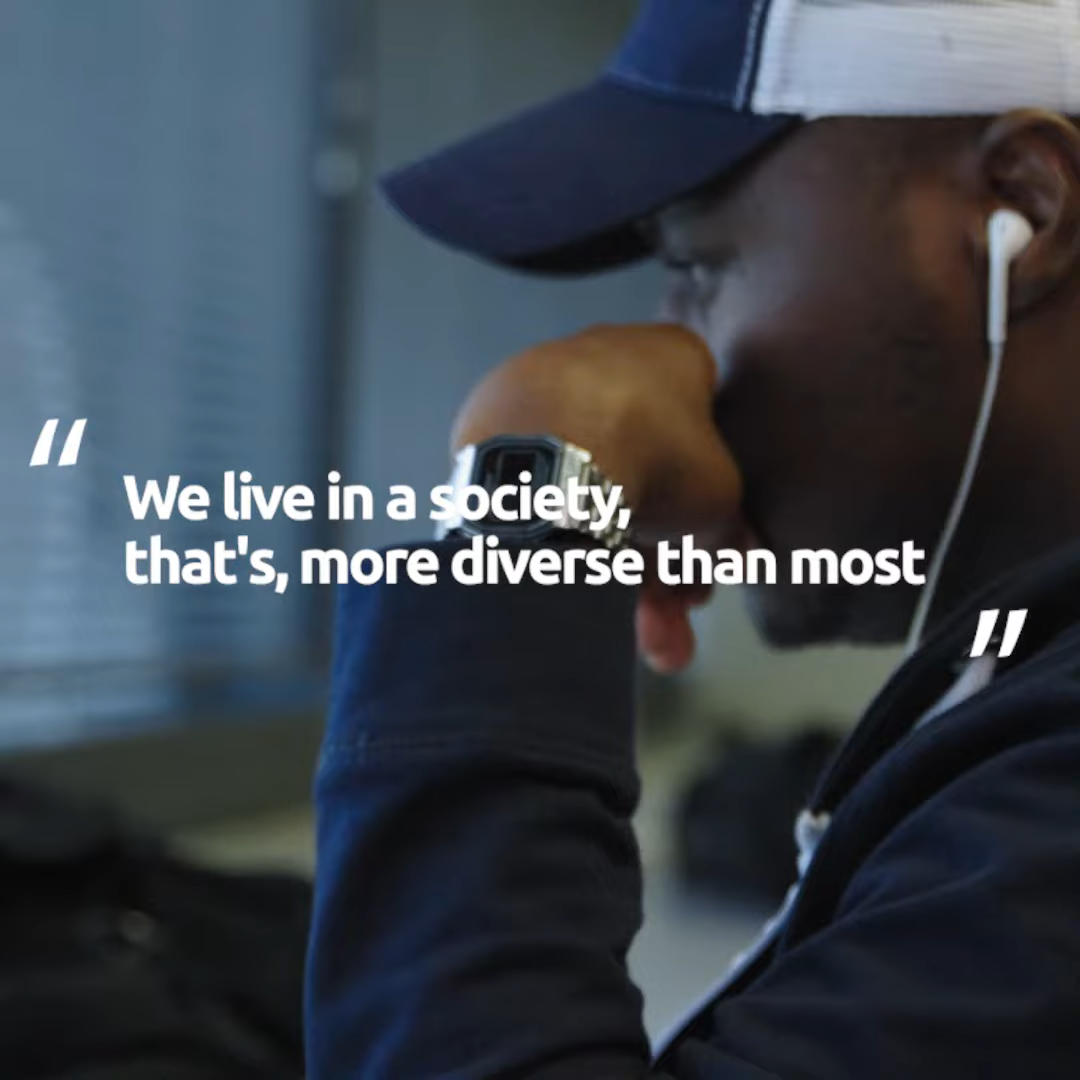 "
We live in a society,
that's, more diverse than most
"